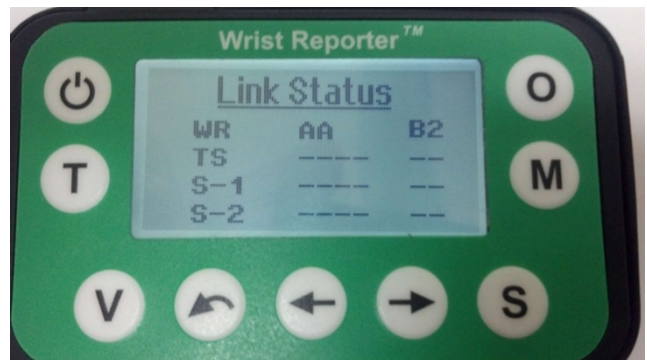 Wrist Reporter™
Link Status
WR AA B2
TS ---- --
S-1 ---- --
S-2 ---- --
O
T
M
V
S